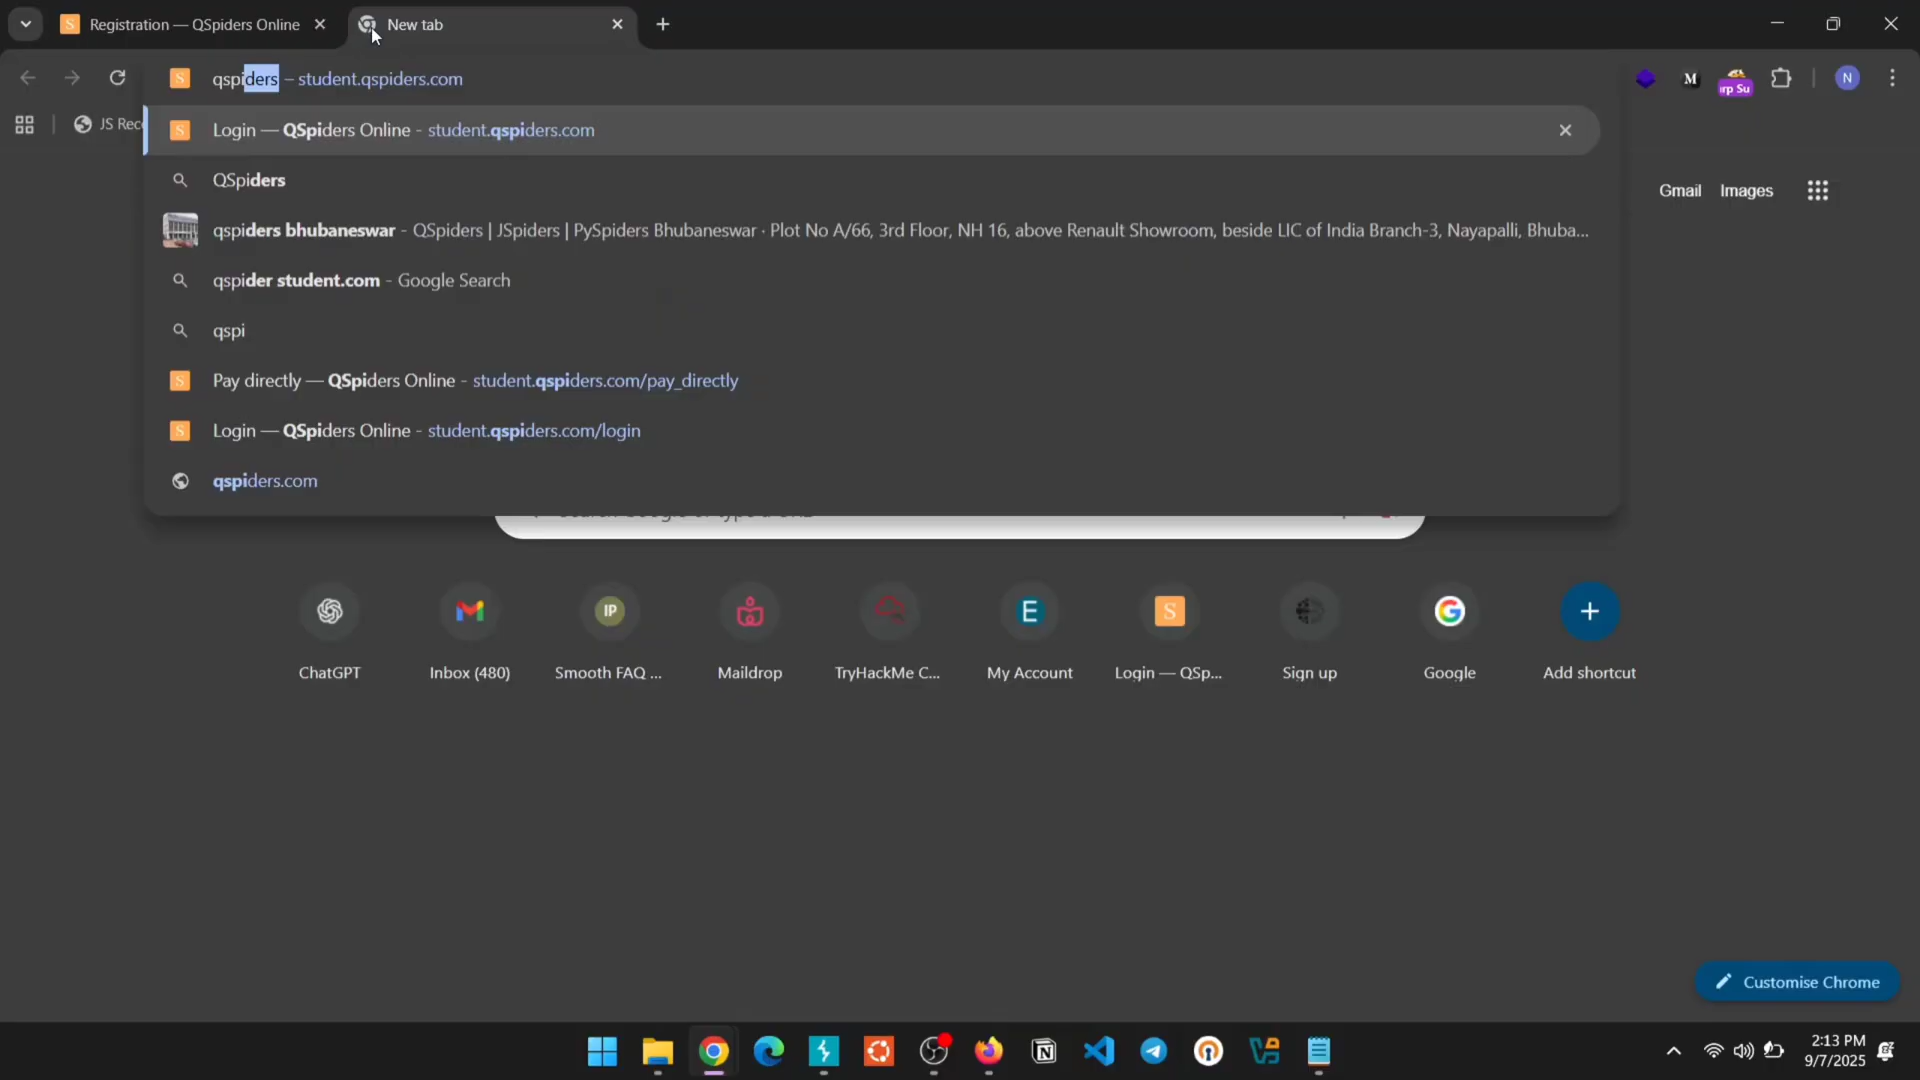 Registration — QSpiders Online
New tab
qspiders – student.qspiders.com
M
rp Su
N
JS Rec
Login — QSpiders Online - student.qspiders.com
QSpiders
Gmail Images
qspiders bhubaneswar - QSpiders | JSpiders | PySpiders Bhubaneswar · Plot No A/66, 3rd Floor, NH 16, above Renault Showroom, beside LIC of India Branch-3, Nayapalli, Bhuba...
qspider student.com - Google Search
qspi
Pay directly — QSpiders Online - student.qspiders.com/pay_directly
Login — QSpiders Online - student.qspiders.com/login
qspiders.com
IP
E
S
ChatGPT
Inbox (480)
Smooth FAQ ...
Maildrop
TryHackMe C...
My Account
Login — QSp...
Sign up
Google
Add shortcut
Customise Chrome
2:13 PM
9/7/2025